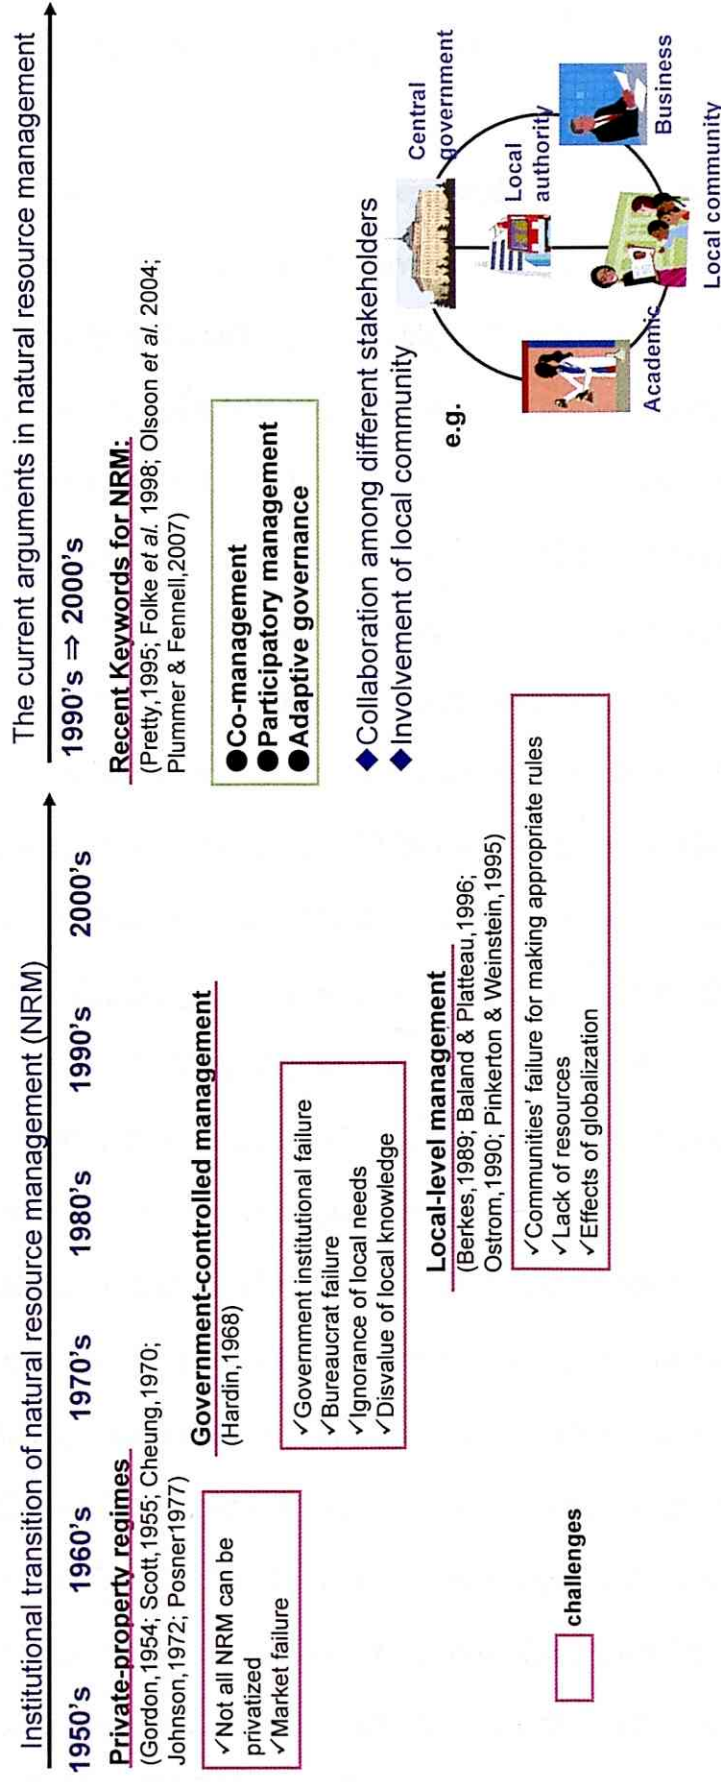 Institutional transition of natural resource management (NRM)
1950's 1960's 1970's 1980's 1990's 2000's
Private-property regimes
(Gordon,1954; Scott,1955; Cheung,1970;
Johnson,1972; Posner1977)
✓Not all NRM can be
privatized
✓Market failure
Government-controlled management
(Hardin,1968)
✓Government institutional failure
✓Bureaucrat failure
✓Ignorance of local needs
✓Disvalue of local knowledge
Local-level management
(Berkes,1989; Baland & Platteau,1996;
Ostrom,1990; Pinkerton & Weinstein,1995)
✓Communities' failure for making appropriate rules
✓Lack of resources
✓Effects of globalization
challenges
The current arguments in natural resource management
1990's ⇒ 2000's
Recent Keywords for NRM:
(Pretty,1995; Folke et al. 1998; Olsoon et al. 2004;
Plummer & Fennell,2007)
●Co-management
●Participatory management
●Adaptive governance
◆Collaboration among different stakeholders
◆Involvement of local community
e.g.
Central
government
Local
authority
Academic
Business
Local community